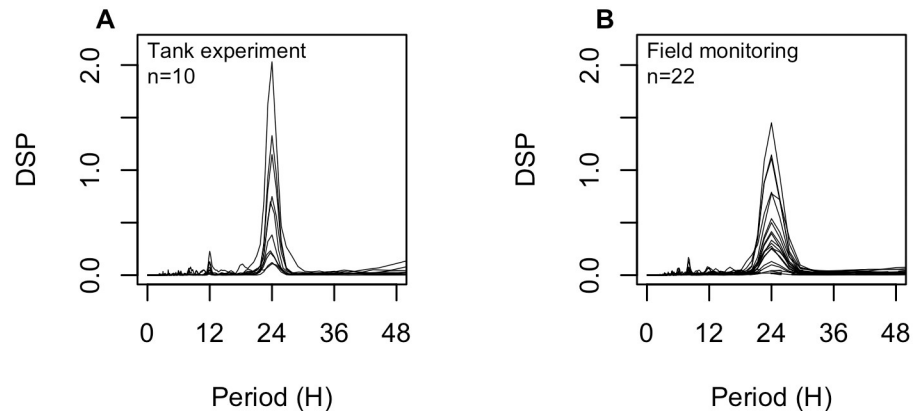 A
Tank experiment
n=10
DSP
2.0
1.0
0.0
0 12 24 36 48
Period (H)
B
Field monitoring
n=22
DSP
2.0
1.0
0.0
0 12 24 36 48
Period (H)